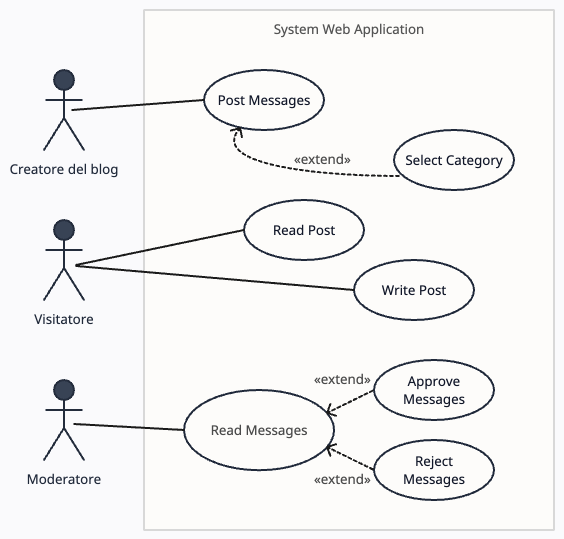 System Web Application
Post Messages
Creatore del blog
«extend»
Select Category
Read Post
Visitatore
Write Post
«extend»
Approve
Messages
Read Messages
Moderatore
Reject
Messages
«extend»